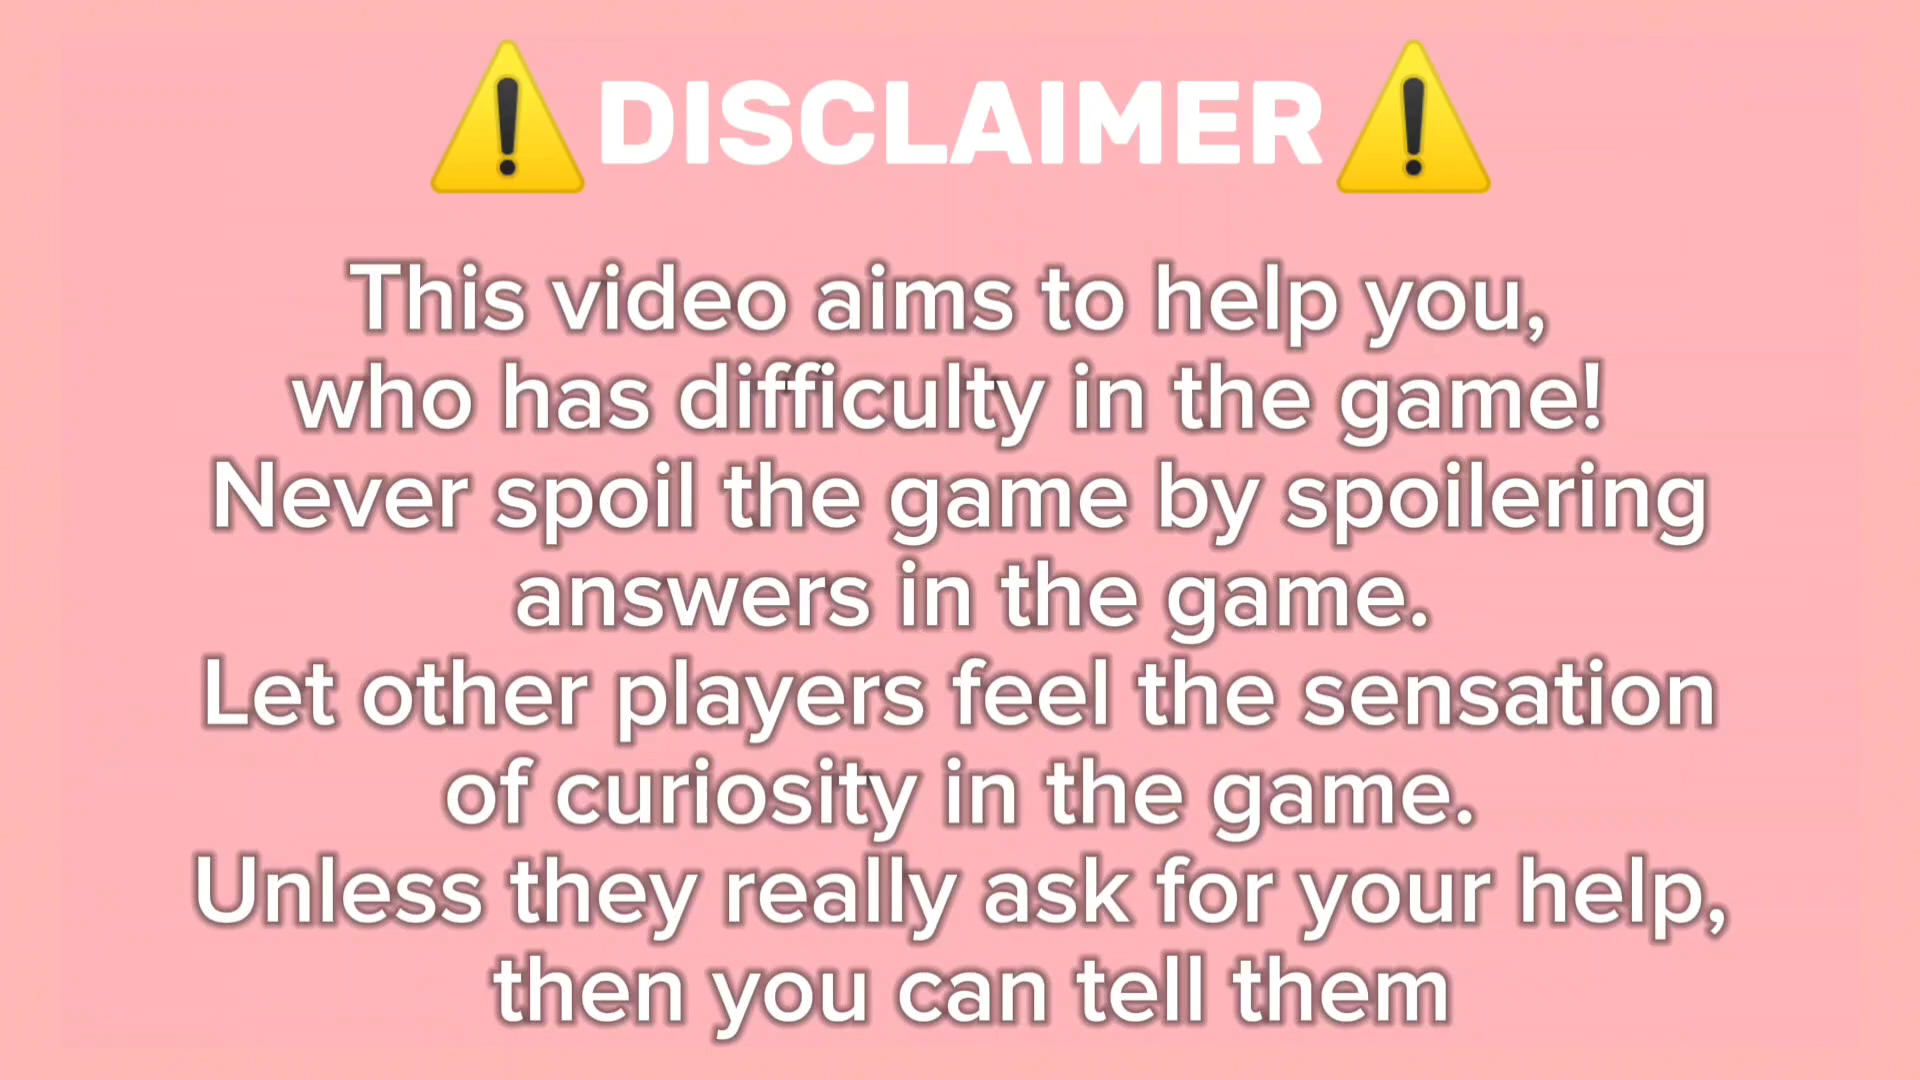 ⚠️DISCLAIMER⚠️
This video aims to help you,
who has difficulty in the game!
Never spoil the game by spoilering
answers in the game.
Let other players feel the sensation
of curiosity in the game.
Unless they really ask for your help,
then you can tell them